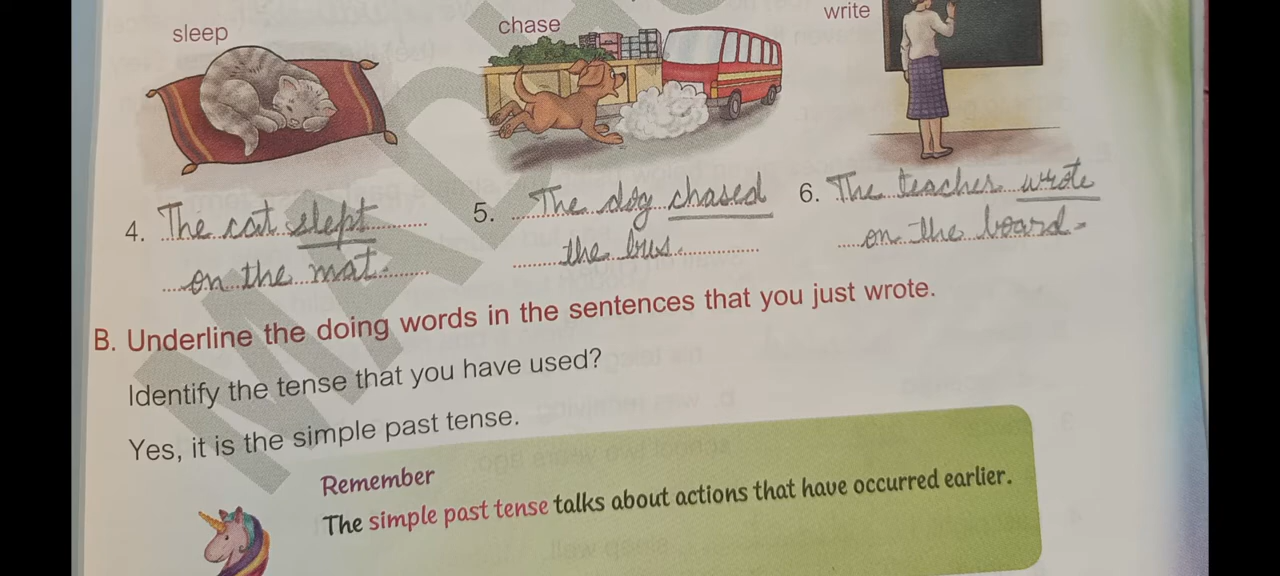 sleep
chase
write
4. The cat slept
on the mat.
5. The dog chased
the bus.
6. The teacher wrote
on the board.
B. Underline the doing words in the sentences that you just wrote.
Identify the tense that you have used?
Yes, it is the simple past tense.
Remember
The simple past tense talks about actions that have occurred earlier.